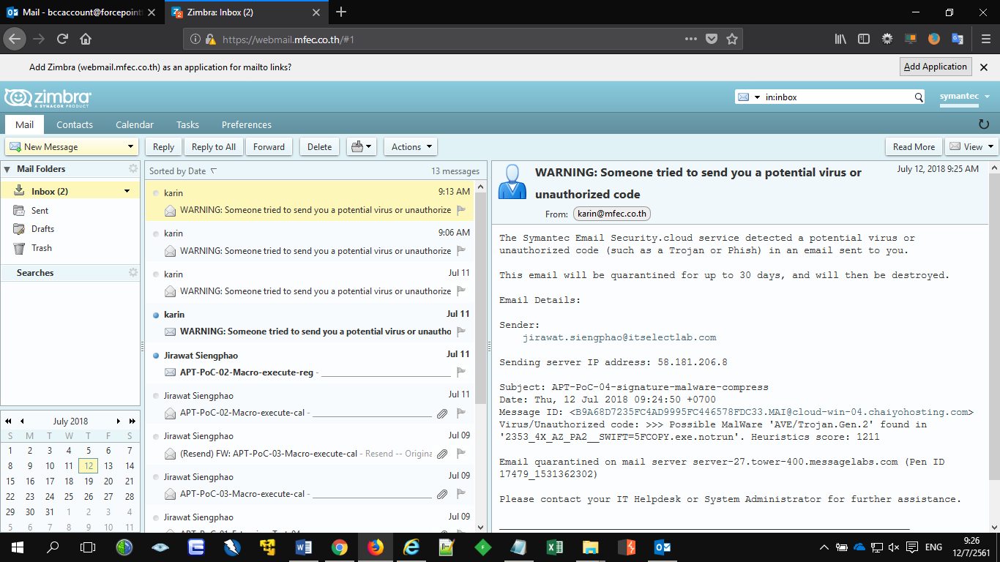 Mail - bccaccount@forcepoint
Zimbra: Inbox (2)
https://webmail.mfec.co.th/#1
Add Zimbra (webmail.mfec.co.th) as an application for mailto links?
Add Application
zimbra
A SYNACOR PRODUCT
in:inbox
symantec
Mail Contacts Calendar Tasks Preferences
New Message
Reply Reply to All Forward Delete Actions Read More View
Mail Folders
Inbox (2)
Sent
Drafts
Trash
Searches
July 2018
S M T W T F S
1 2 3 4 5 6 7
8 9 10 11 12 13 14
15 16 17 18 19 20 21
22 23 24 25 26 27 28
29 30 31 1 2 3 4
5 6 7 8 9 10 11
Sorted by Date 13 messages
karin 9:13 AM
WARNING: Someone tried to send you a potential virus or unauthorize
karin 9:06 AM
WARNING: Someone tried to send you a potential virus or unauthorize
karin Jul 11
WARNING: Someone tried to send you a potential virus or unauthorize
karin Jul 11
WARNING: Someone tried to send you a potential virus or unautho
Jirawat Siengphao Jul 11
APT-PoC-02-Macro-execute-reg - ____________________
Jirawat Siengphao Jul 11
APT-PoC-02-Macro-execute-cal - ____________________
Jirawat Siengphao Jul 09
(Resend) FW: APT-PoC-03-Macro-execute-cal - Resend -- Origina
Jirawat Siengphao Jul 09
APT-PoC-03-Macro-execute-cal - ____________________
Jirawat Siengphao Jul 09
WARNING: Someone tried to send you a potential virus or
unauthorized code
July 12, 2018 9:25 AM
From: karin@mfec.co.th
The Symantec Email Security.cloud service detected a potential virus or
unauthorized code (such as a Trojan or Phish) in an email sent to you.
This email will be quarantined for up to 30 days, and will then be destroyed.
Email Details:
Sender:
jirawat.siengphao@itselectlab.com
Sending server IP address: 58.181.206.8
Subject: APT-PoC-04-signature-malware-compress
Date: Thu, 12 Jul 2018 09:24:50 +0700
Message ID: <B9A68D7235FC4AD9995FC446578FDC33.MAI@cloud-win-04.chaiyohosting.com>
Virus/Unauthorized code: >>> Possible MalWare 'AVE/Trojan.Gen.2' found in
'2353_4X_AZ_PA2__SWIFT=5FCOPY.exe.notrun'. Heuristics score: 1211
Email quarantined on mail server server-27.tower-400.messagelabs.com (Pen ID
17479_1531362302)
Please contact your IT Helpdesk or System Administrator for further assistance.
ENG
9:26
12/7/2561